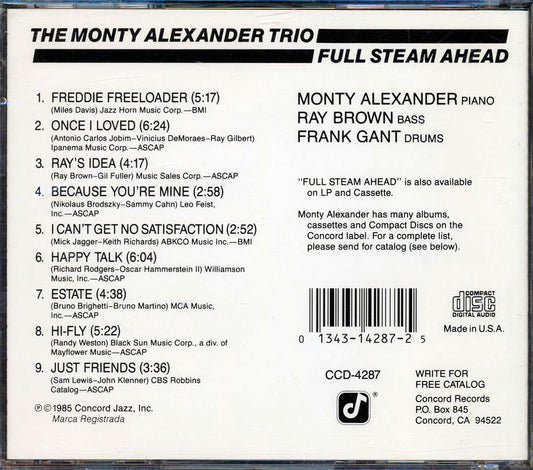 THE MONTY ALEXANDER TRIO
FULL STEAM AHEAD
1. FREDDIE FREELOADER (5:17)
(Miles Davis) Jazz Horn Music Corp.—BMI
2. ONCE I LOVED (6:24)
(Antonio Carlos Jobim–Vinicius DeMoraes–Ray Gilbert)
Ipanema Music Corp.—ASCAP
3. RAY'S IDEA (4:17)
(Ray Brown–Gil Fuller) Music Sales Corp.—ASCAP
4. BECAUSE YOU'RE MINE (2:58)
(Nikolaus Brodszky–Sammy Cahn) Leo Feist,
Inc.—ASCAP
5. I CAN'T GET NO SATISFACTION (2:52)
(Mick Jagger–Keith Richards) ABKCO Music Inc.—BMI
6. HAPPY TALK (6:04)
(Richard Rodgers–Oscar Hammerstein II) Williamson
Music, Inc.—ASCAP
7. ESTATE (4:38)
(Bruno Brighetti–Bruno Martino) MCA Music,
Inc.—ASCAP
8. HI-FLY (5:22)
(Randy Weston) Black Sun Music Corp., a div. of
Mayflower Music—ASCAP
9. JUST FRIENDS (3:36)
(Sam Lewis–John Klenner) CBS Robbins
Catalog—ASCAP
℗©1985 Concord Jazz, Inc.
Marca Registrada
MONTY ALEXANDER PIANO
RAY BROWN BASS
FRANK GANT DRUMS
"FULL STEAM AHEAD" is also available
on LP and Cassette.
Monty Alexander has many albums,
cassettes and Compact Discs on the
Concord label. For a complete list,
please send for catalog (see below).
COMPACT
disc
DIGITAL AUDIO
Made in U.S.A.
0 13431-14287-2 5
CCD-4287
WRITE FOR
FREE CATALOG
Concord Records
P.O. Box 845
Concord, CA 94522